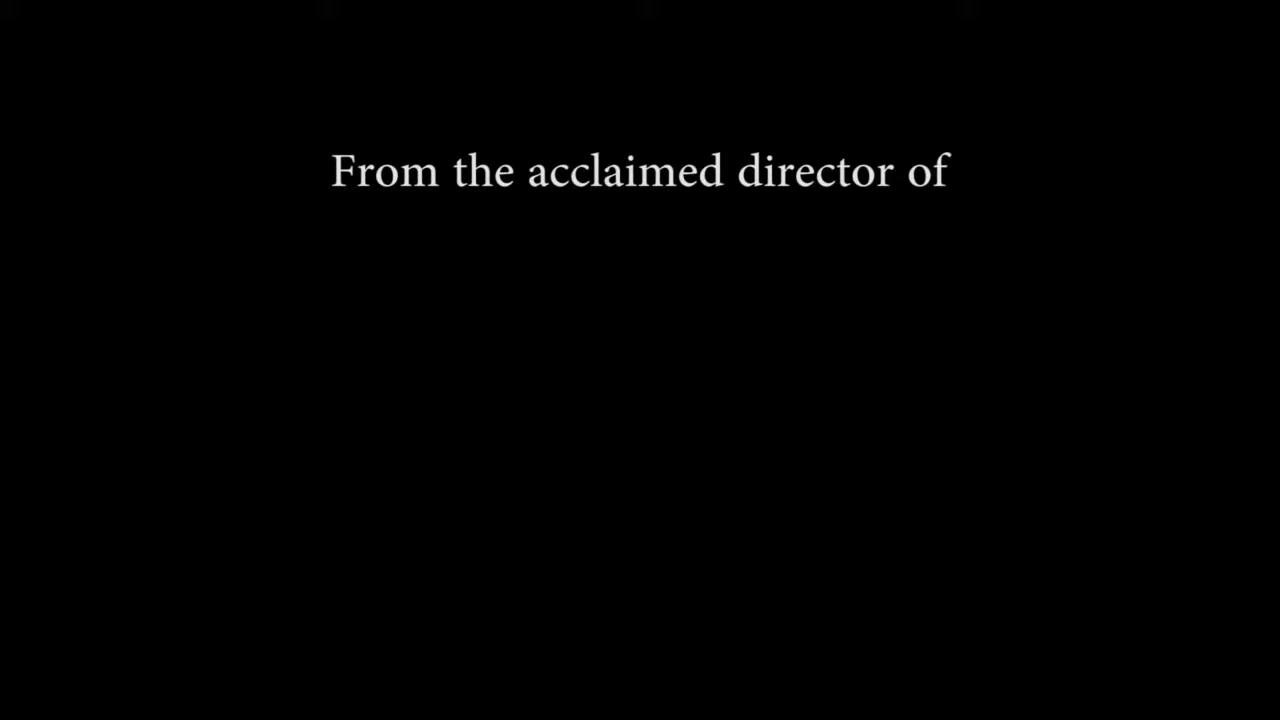 From the acclaimed director of